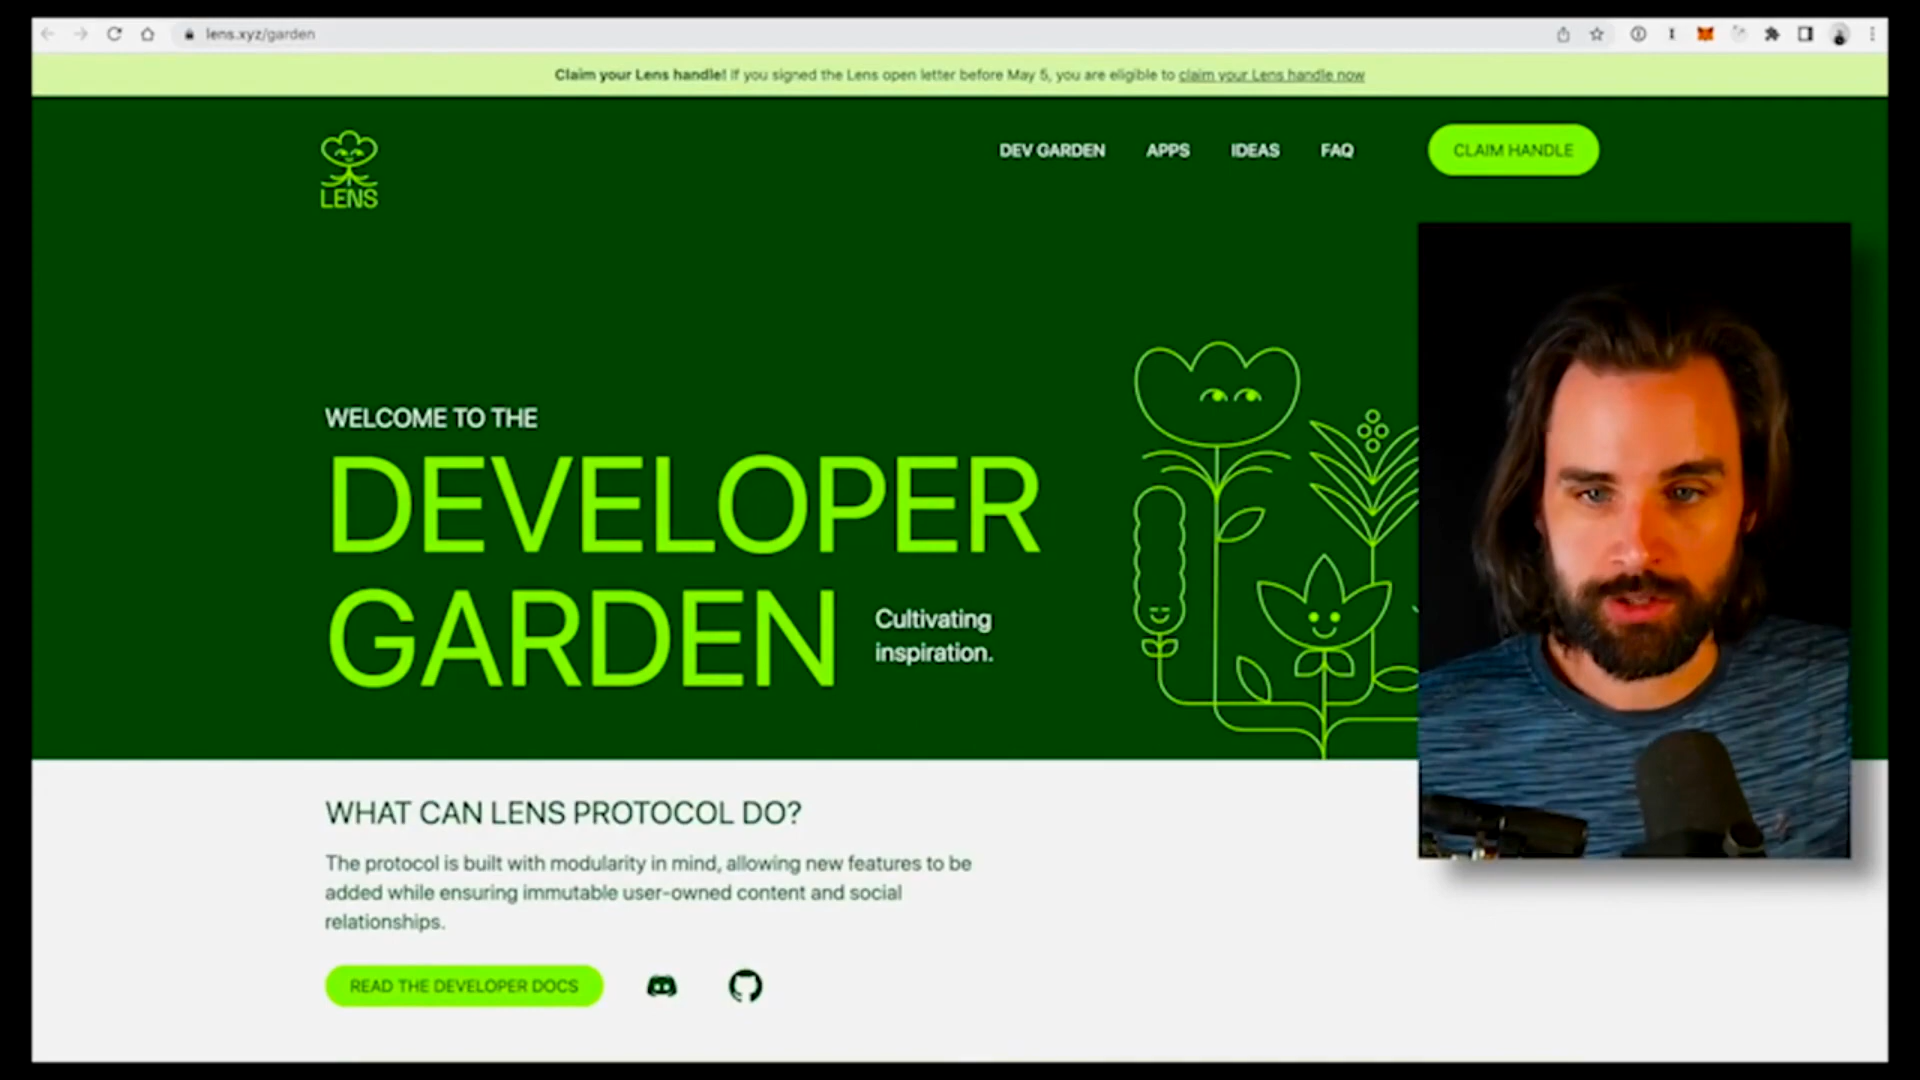 lens.xyz/garden
Claim your Lens handle! If you signed the Lens open letter before May 5, you are eligible to claim your Lens handle now
LENS
DEV GARDEN APPS IDEAS FAQ CLAIM HANDLE
WELCOME TO THE
DEVELOPER
GARDEN
Cultivating
inspiration.
WHAT CAN LENS PROTOCOL DO?
The protocol is built with modularity in mind, allowing new features to be
added while ensuring immutable user-owned content and social
relationships.
READ THE DEVELOPER DOCS